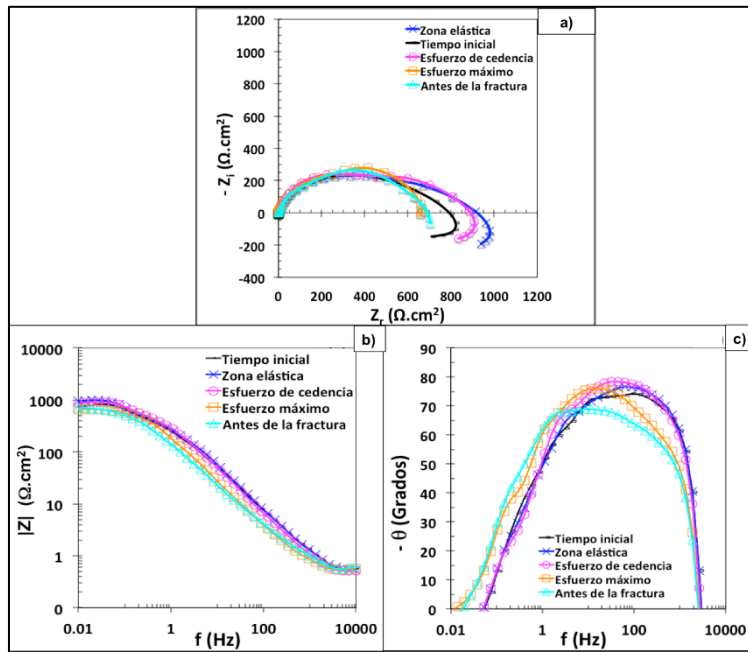 a)
Zona elástica
Tiempo inicial
Esfuerzo de cedencia
Esfuerzo máximo
Antes de la fractura
1200
1000
800
600
400
200
0
-200
-400
- Zi (Ω.cm²)
0 200 400 600 800 1000 1200
Zr (Ω.cm²)
b)
Tiempo inicial
Zona elástica
Esfuerzo de cedencia
Esfuerzo máximo
Antes de la fractura
10000
1000
100
10
1
0
|Z| (Ω.cm²)
0.01 1 100 10000
f (Hz)
c)
90
80
70
60
50
40
30
20
10
0
- θ (Grados)
Tiempo inicial
Zona elástica
Esfuerzo de cedencia
Esfuerzo máximo
Antes de la fractura
0.01 1 100 10000
f (Hz)